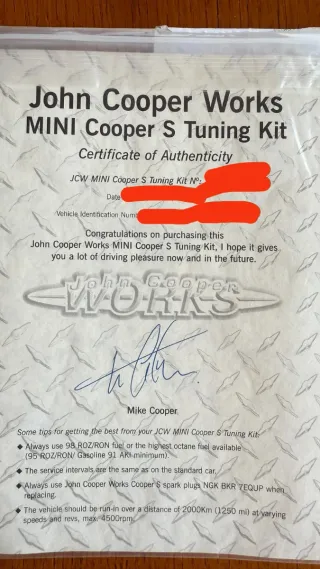 John Cooper Works
MINI Cooper S Tuning Kit
Certificate of Authenticity
JCW MINI Cooper S Tuning Kit Nº:
Date
Vehicle Identification Num
Congratulations on purchasing this
John Cooper Works MINI Cooper S Tuning Kit, I hope it gives
you a lot of driving pleasure now and in the future.
John Cooper
WORKS
Mike Cooper
Some tips for getting the best from your JCW MINI Cooper S Tuning Kit:
◆ Always use 98 ROZ/RON fuel or the highest octane fuel available
(95 ROZ/RON/ Gasoline 91 AKI minimum).
◆ The service intervals are the same as on the standard car.
◆ Always use John Cooper Works Cooper S spark plugs NGK BKR 7EQUP when
replacing.
◆ The vehicle should be run-in over a distance of 2000Km (1250 mi) at varying
speeds and revs, max. 4500rpm.